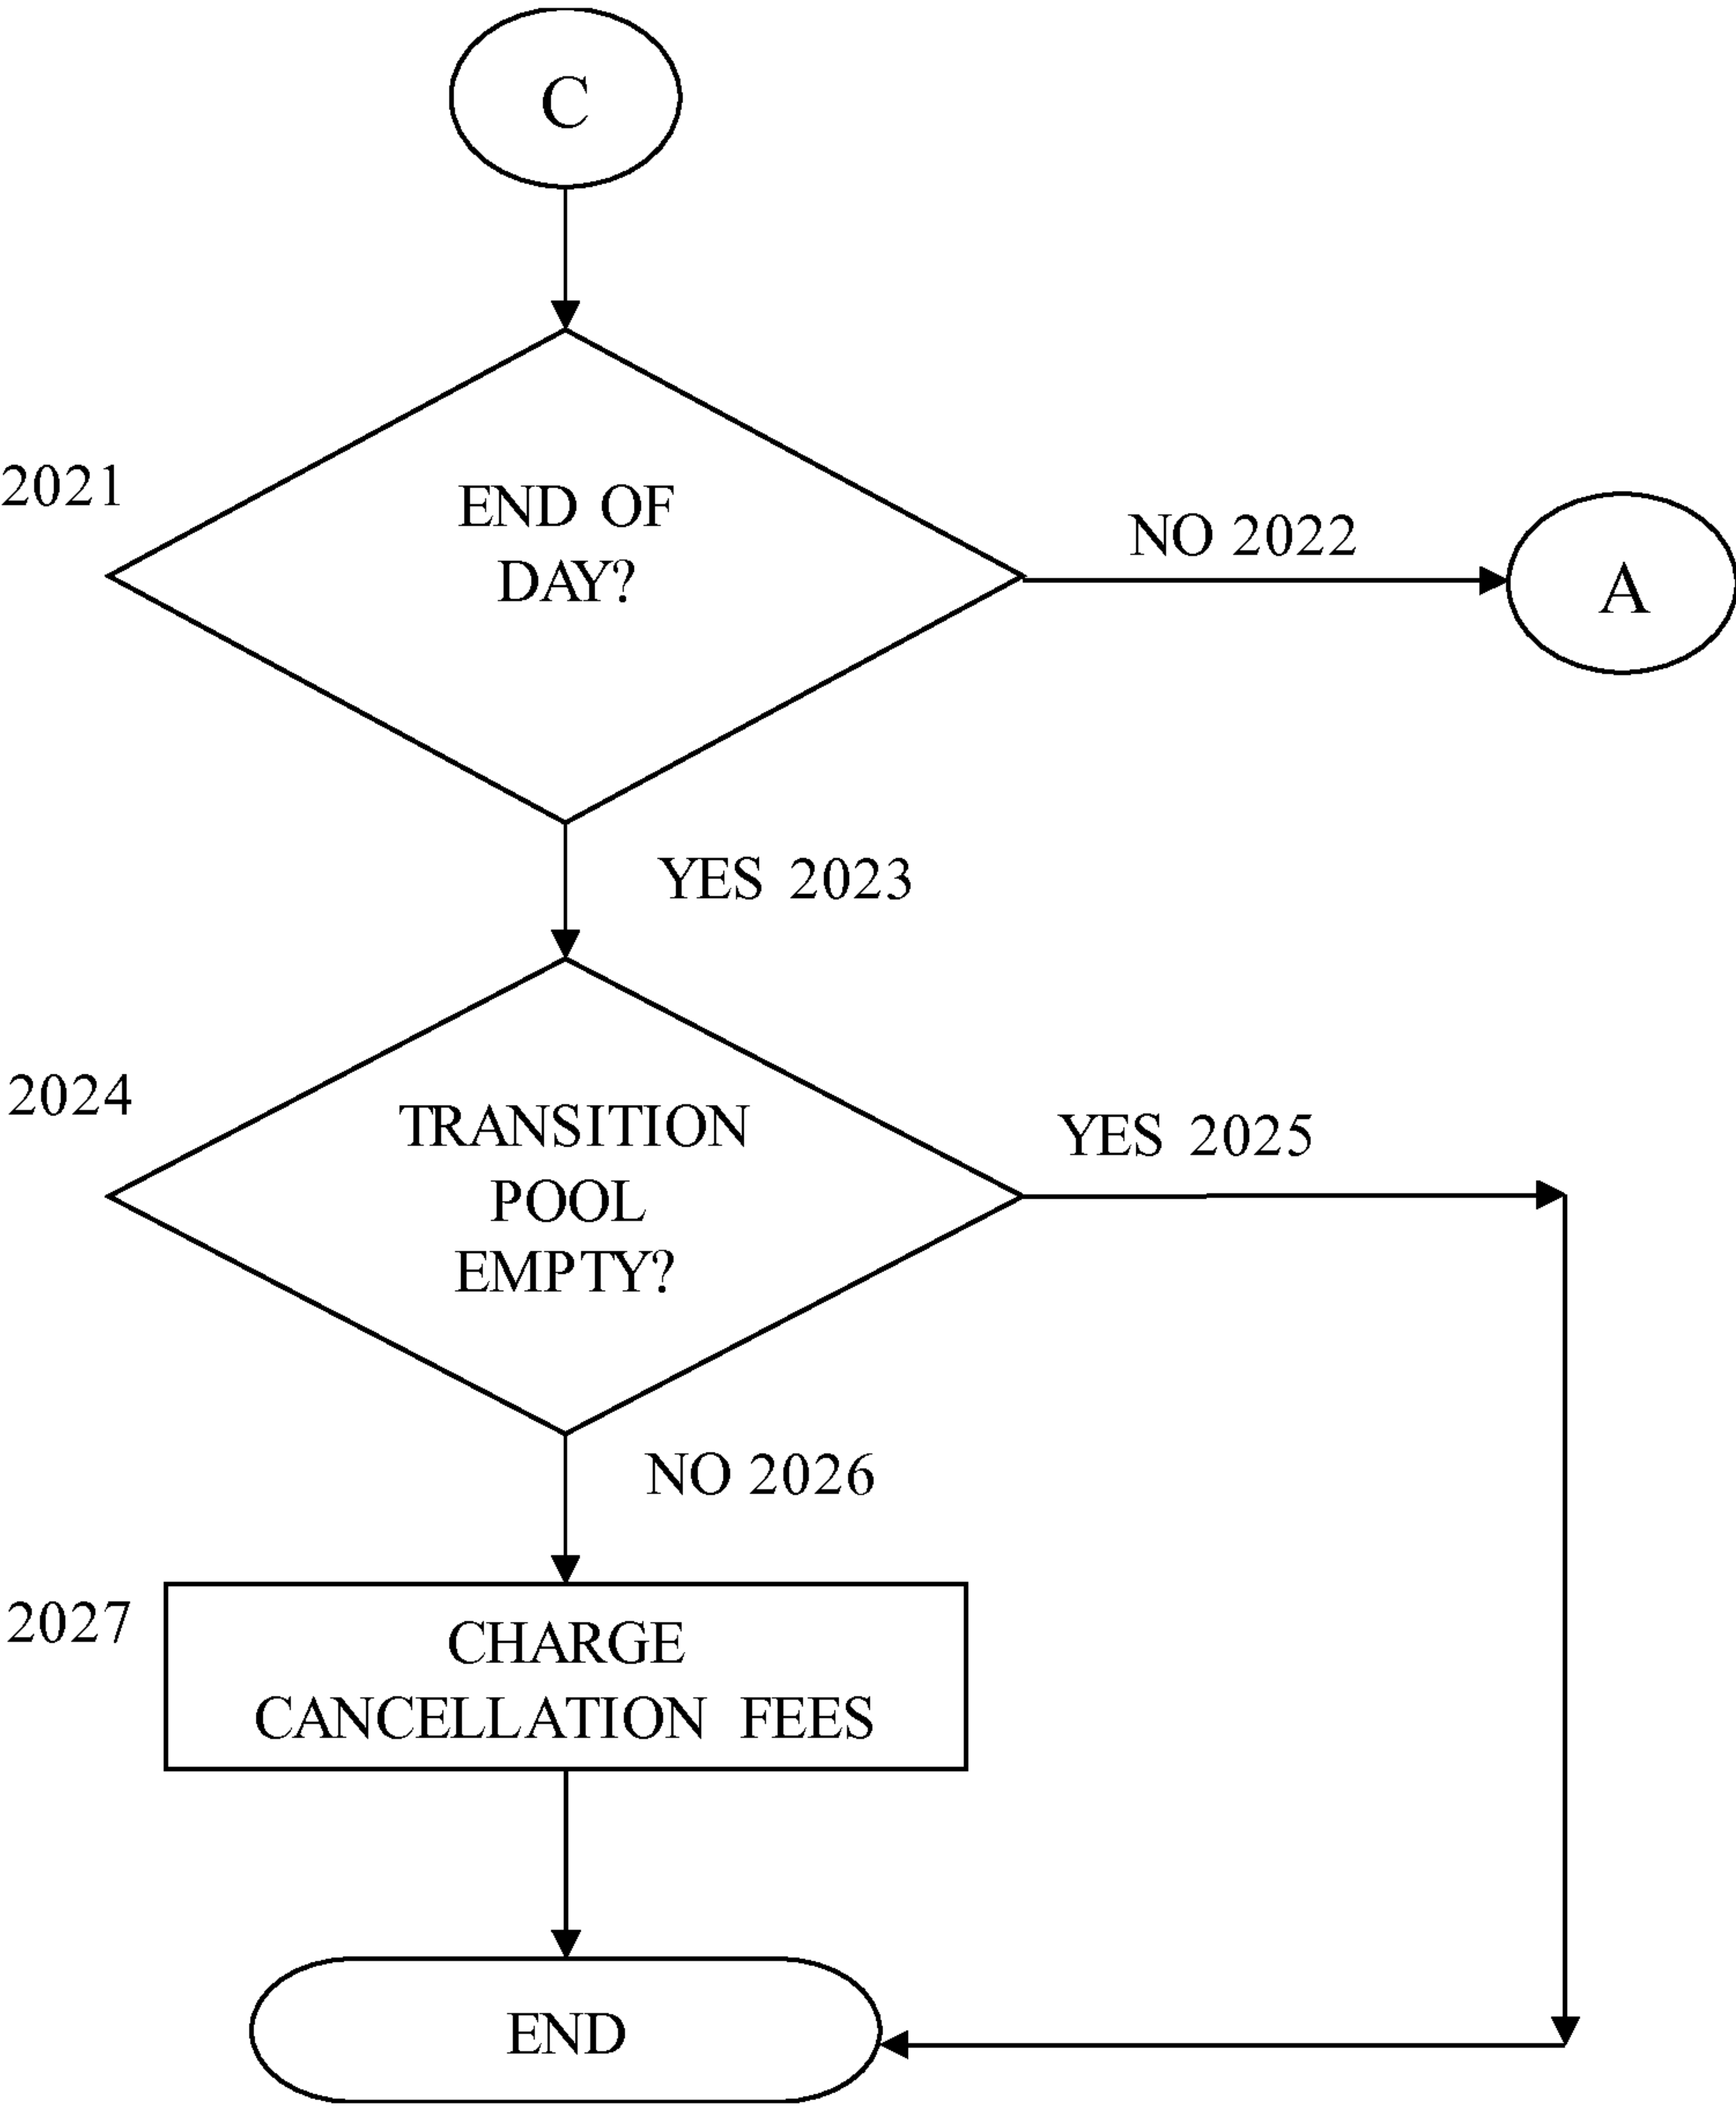 C
2021
END OF
DAY?
NO 2022
A
YES 2023
2024
TRANSITION
POOL
EMPTY?
YES 2025
NO 2026
2027
CHARGE
CANCELLATION FEES
END